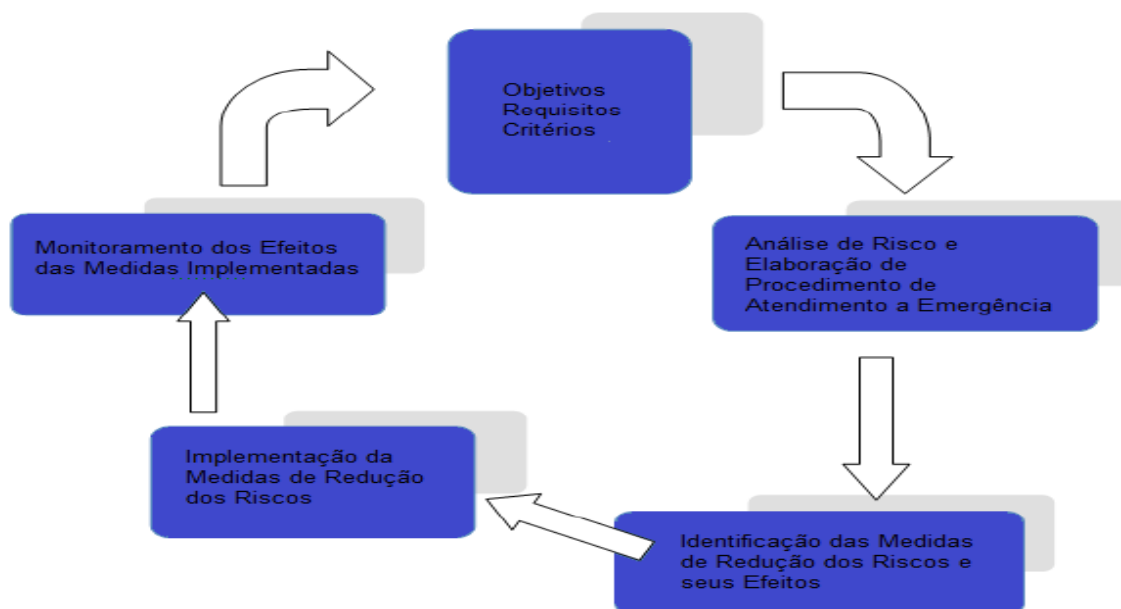 Objetivos
Requisitos
Critérios
Análise de Risco e
Elaboração de
Procedimento de
Atendimento a Emergência
Identificação das Medidas
de Redução dos Riscos e
seus Efeitos
Implementação da
Medidas de Redução
dos Riscos
Monitoramento dos Efeitos
das Medidas Implementadas